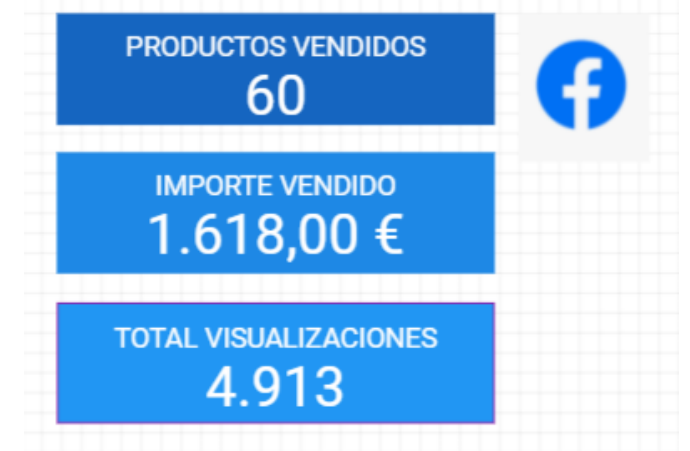 PRODUCTOS VENDIDOS
60
IMPORTE VENDIDO
1.618,00 €
TOTAL VISUALIZACIONES
4.913